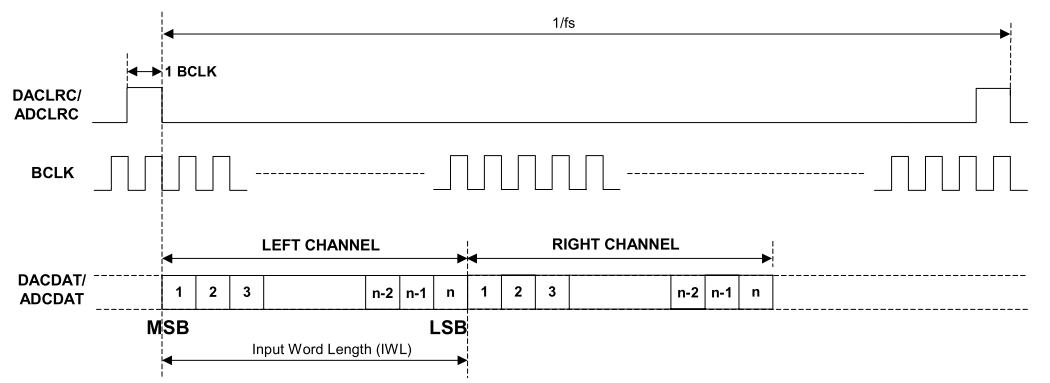 1/fs
1 BCLK
DACLRC/
ADCLRC
BCLK
LEFT CHANNEL RIGHT CHANNEL
DACDAT/
ADCDAT
1 2 3 n-2 n-1 n 1 2 3 n-2 n-1 n
MSB LSB
Input Word Length (IWL)